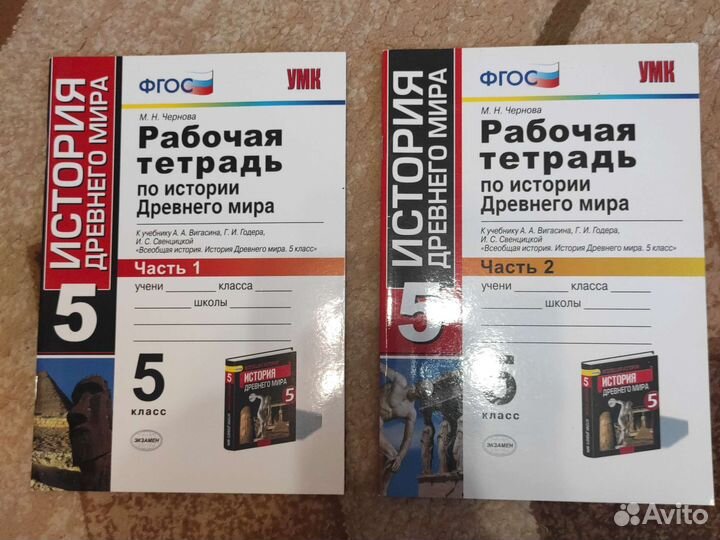 ИСТОРИЯ
ДРЕВНЕГО МИРА
5
ФГОС
УМК
М. Н. Чернова
Рабочая
тетрадь
по истории
Древнего мира
К учебнику А. А. Вигасина, Г. И. Годера,
И. С. Свенцицкой
«Всеобщая история. История Древнего мира. 5 класс»
Часть 1
учени класса
школы
5
класс
5
ИСТОРИЯ
ДРЕВНЕГО МИРА
5
ЭКЗАМЕН
ИСТОРИЯ
ДРЕВНЕГО МИРА
5
ФГОС
УМК
М. Н. Чернова
Рабочая
тетрадь
по истории
Древнего мира
К учебнику А. А. Вигасина, Г. И. Годера,
И. С. Свенцицкой
«Всеобщая история. История Древнего мира. 5 класс»
Часть 2
учени класса
школы
5
класс
5
ИСТОРИЯ
ДРЕВНЕГО МИРА
5
ЭКЗАМЕН
Avito